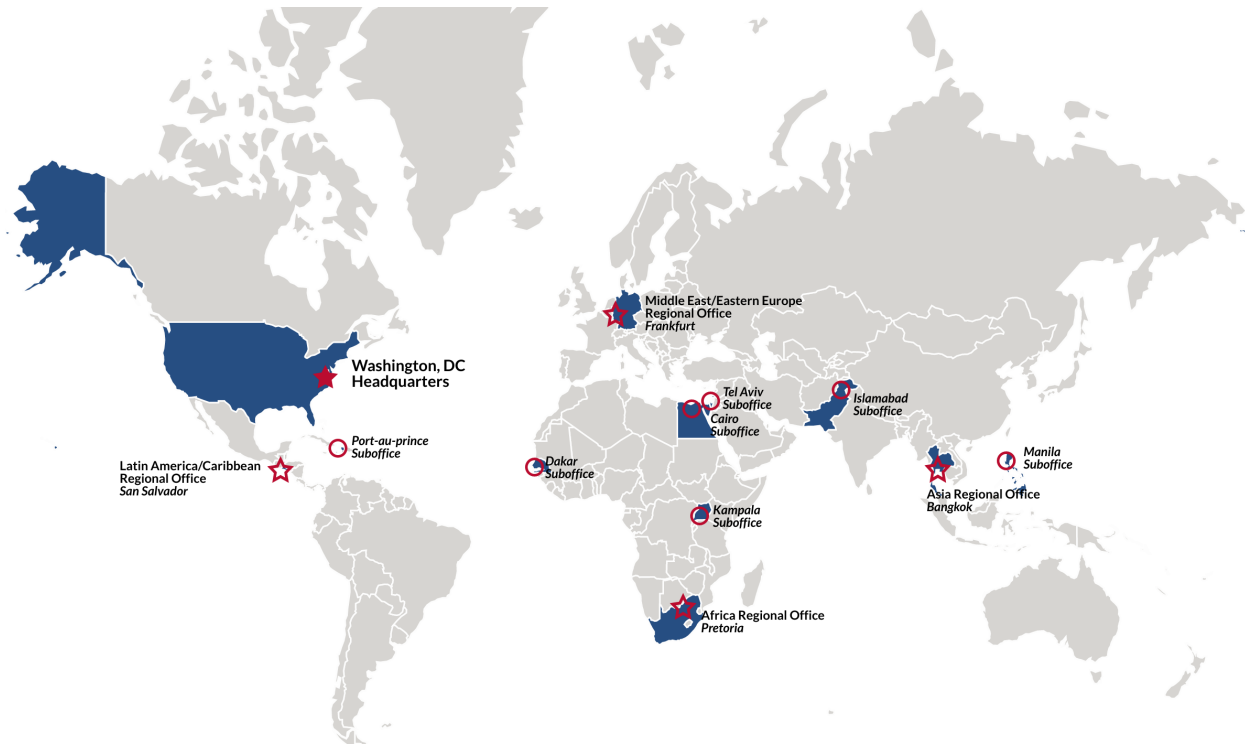 Middle East/Eastern Europe
Regional Office
Frankfurt
Washington, DC
Headquarters
Tel Aviv
Suboffice
Islamabad
Suboffice
Cairo
Suboffice
Port-au-prince
Suboffice
Latin America/Caribbean
Regional Office
San Salvador
Dakar
Suboffice
Manila
Suboffice
Asia Regional Office
Bangkok
Kampala
Suboffice
Africa Regional Office
Pretoria